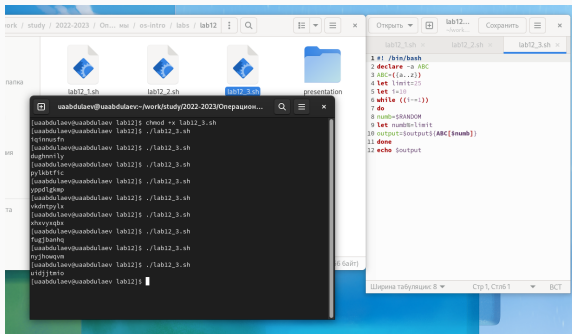 work / study / 2022-2023 / Оп… ны / os-intro / labs / lab12
Открыть
lab12...
~/work...
Сохранить
lab12_1.sh
lab12_2.sh
lab12_3.sh
папка
lab12_1.sh
lab12_2.sh
lab12_3.sh
presentation
1 #! /bin/bash
2 declare -a ABC
3 ABC=({a..z})
4 let limit=25
5 let i=10
6 while ((i-=1))
7 do
8 numb=$RANDOM
9 let numb%=limit
10 output=$output${ABC[$numb]}
11 done
12 echo $output
uaabdulaev@uaabdulaev:~/work/study/2022-2023/Операцион...
[uaabdulaev@uaabdulaev lab12]$ chmod +x lab12_3.sh
[uaabdulaev@uaabdulaev lab12]$ ./lab12_3.sh
iqinnusfn
[uaabdulaev@uaabdulaev lab12]$ ./lab12_3.sh
dughnnily
[uaabdulaev@uaabdulaev lab12]$ ./lab12_3.sh
pylkbtfic
[uaabdulaev@uaabdulaev lab12]$ ./lab12_3.sh
yppdlgkmp
[uaabdulaev@uaabdulaev lab12]$ ./lab12_3.sh
vkdntpylx
[uaabdulaev@uaabdulaev lab12]$ ./lab12_3.sh
xhxvyxqbx
[uaabdulaev@uaabdulaev lab12]$ ./lab12_3.sh
fugjbanhq
[uaabdulaev@uaabdulaev lab12]$ ./lab12_3.sh
nyjhowqvm
[uaabdulaev@uaabdulaev lab12]$ ./lab12_3.sh
uidjjtmio
[uaabdulaev@uaabdulaev lab12]$
байт)
Ширина табуляции: 8
Стр 1, Стлб 1
ВСТ